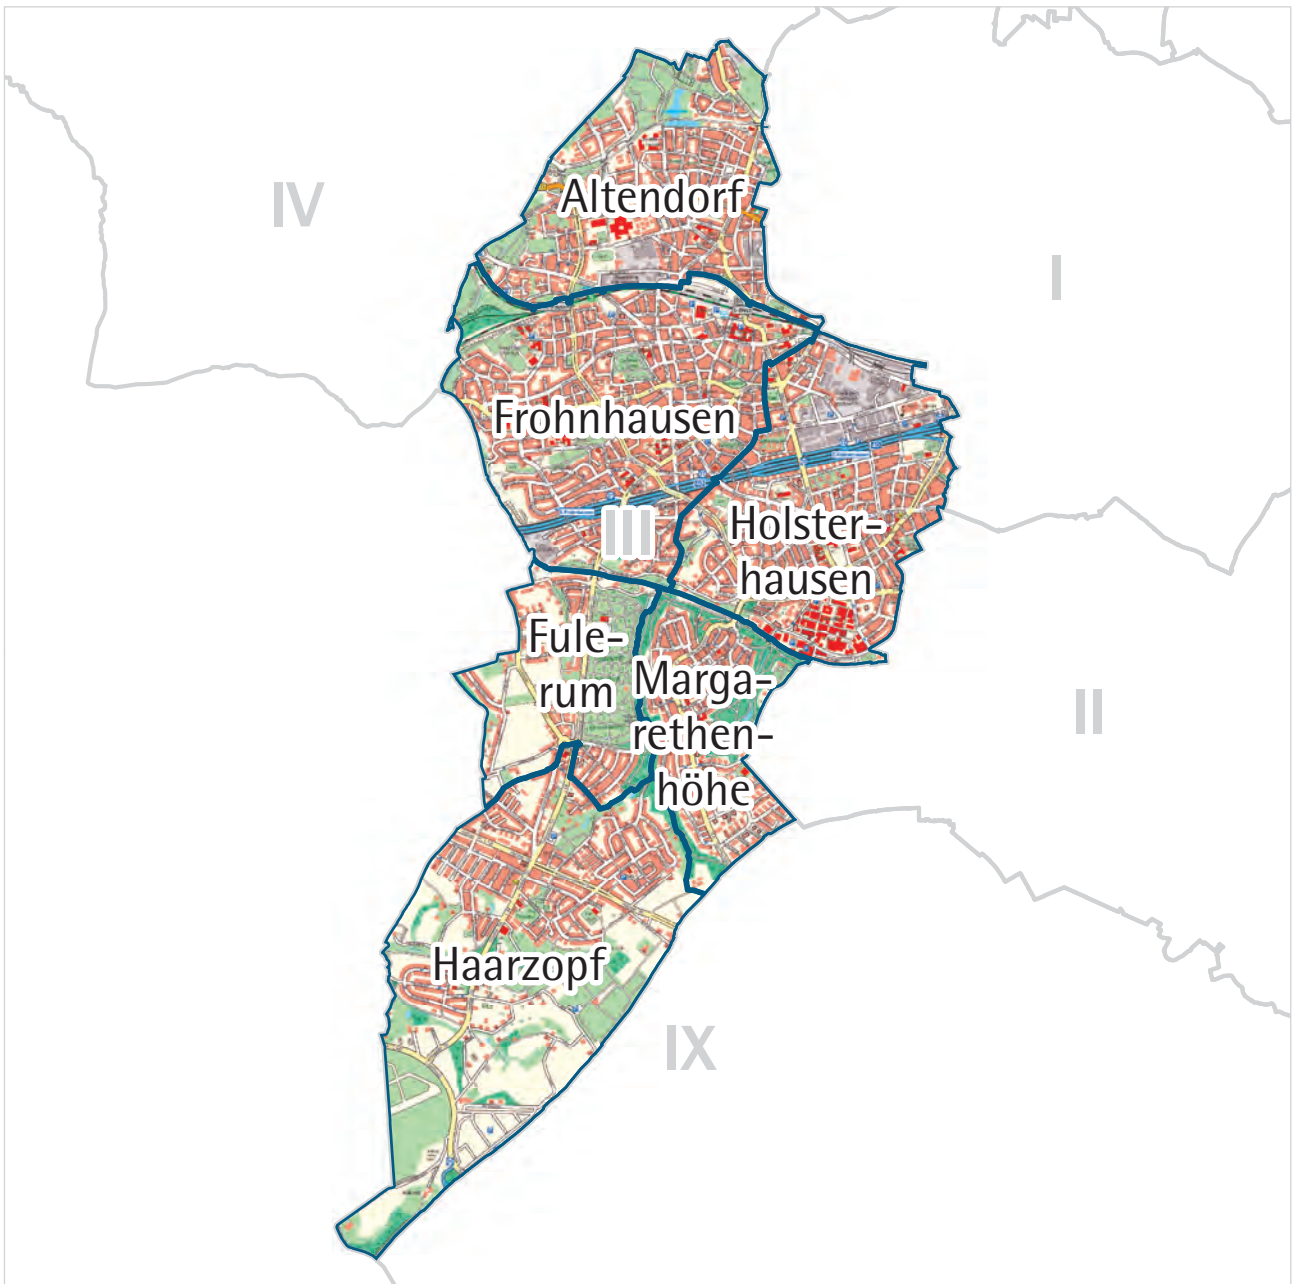 Altendorf
IV
I
Frohnhausen
III
Holster-
hausen
Fule-
rum
Marga-
rethen-
höhe
II
Haarzopf
IX